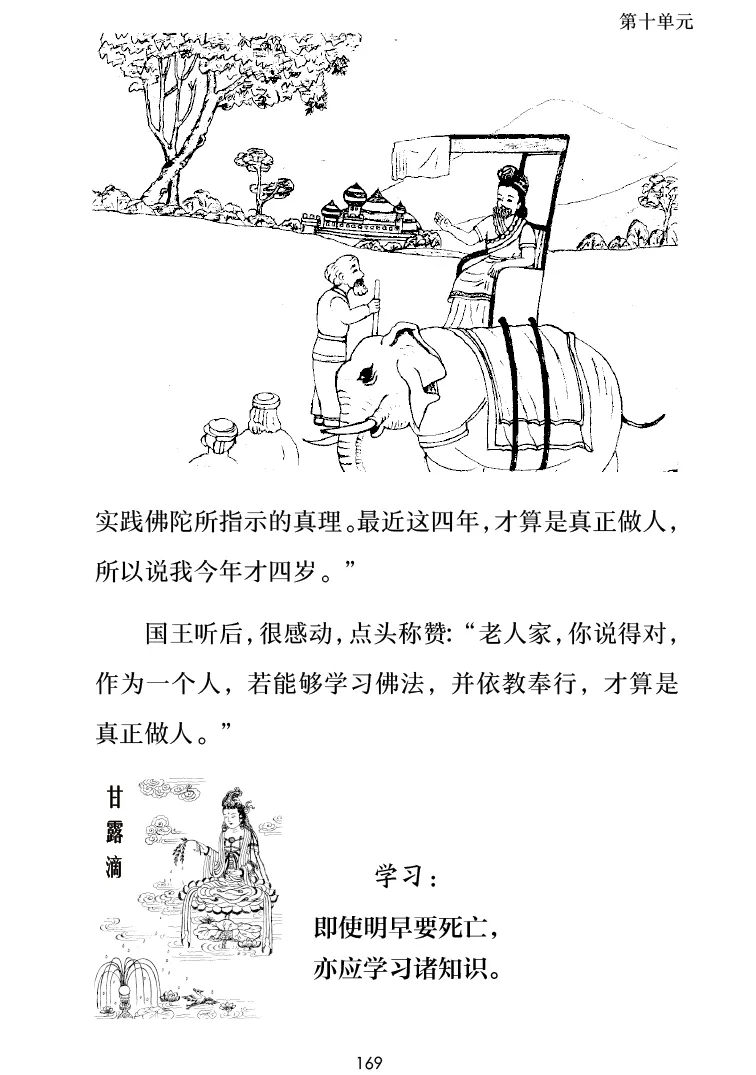 第十单元
实践佛陀所指示的真理。最近这四年，才算是真正做人，
所以说我今年才四岁。”
国王听后，很感动，点头称赞：“老人家，你说得对，
作为一个人，若能够学习佛法，并依教奉行，才算是
真正做人。”
甘露滴
学习：
即使明早要死亡，
亦应学习诸知识。
169